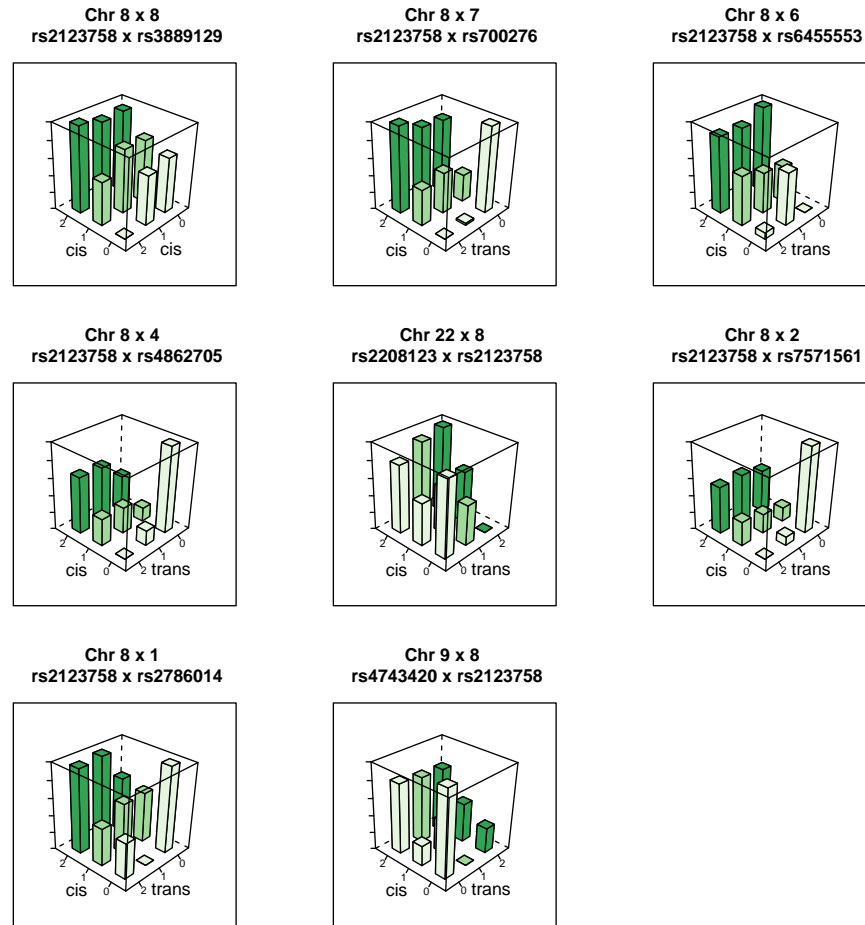 Chr 8 x 8
rs2123758 x rs3889129
2
1
0
cis
2
1
0
cis
Chr 8 x 7
rs2123758 x rs700276
2
1
0
cis
2
1
0
trans
Chr 8 x 6
rs2123758 x rs6455553
2
1
0
cis
2
1
0
trans
Chr 8 x 4
rs2123758 x rs4862705
2
1
0
cis
2
1
0
trans
Chr 22 x 8
rs2208123 x rs2123758
2
1
0
cis
0
1
2
trans
Chr 8 x 2
rs2123758 x rs7571561
2
1
0
cis
2
1
0
trans
Chr 8 x 1
rs2123758 x rs2786014
2
1
0
cis
2
1
0
trans
Chr 9 x 8
rs4743420 x rs2123758
2
1
0
cis
0
1
2
trans